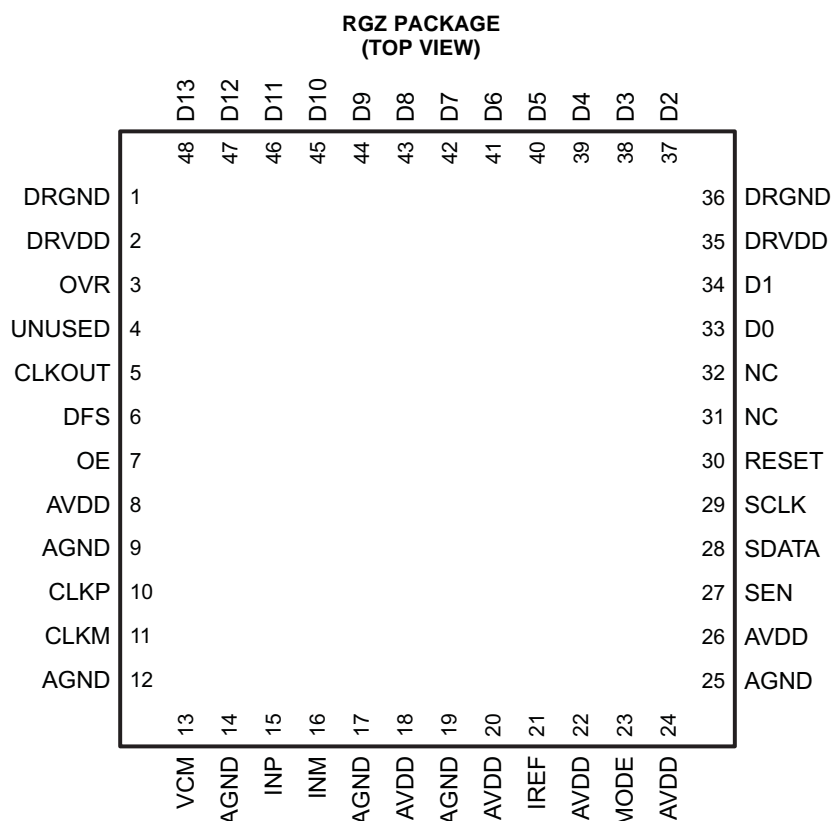 RGZ PACKAGE
(TOP VIEW)
D13 D12 D11 D10 D9 D8 D7 D6 D5 D4 D3 D2
48 47 46 45 44 43 42 41 40 39 38 37
DRGND 1 36 DRGND
DRVDD 2 35 DRVDD
OVR 3 34 D1
UNUSED 4 33 D0
CLKOUT 5 32 NC
DFS 6 31 NC
OE 7 30 RESET
AVDD 8 29 SCLK
AGND 9 28 SDATA
CLKP 10 27 SEN
CLKM 11 26 AVDD
AGND 12 25 AGND
13 14 15 16 17 18 19 20 21 22 23 24
VCM AGND INP INM AGND AVDD AGND AVDD IREF AVDD MODE AVDD